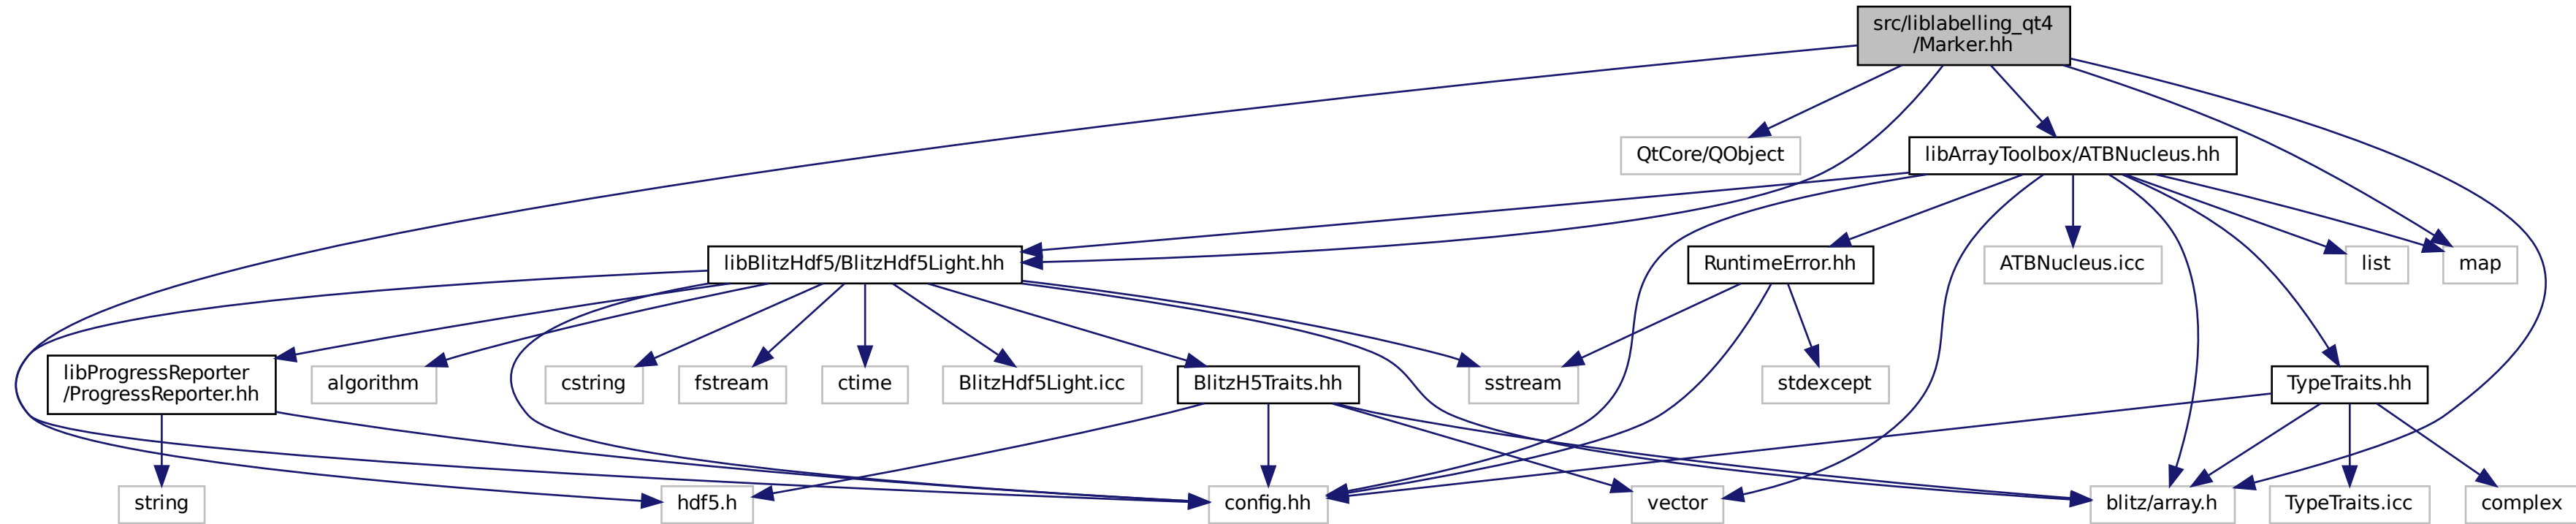 src/liblabelling_qt4
/Marker.hh
QtCore/QObject
libArrayToolbox/ATBNucleus.hh
libBlitzHdf5/BlitzHdf5Light.hh
RuntimeError.hh
ATBNucleus.icc
list
map
libProgressReporter
/ProgressReporter.hh
algorithm
cstring
fstream
ctime
BlitzHdf5Light.icc
BlitzH5Traits.hh
sstream
stdexcept
TypeTraits.hh
string
hdf5.h
config.hh
vector
blitz/array.h
TypeTraits.icc
complex